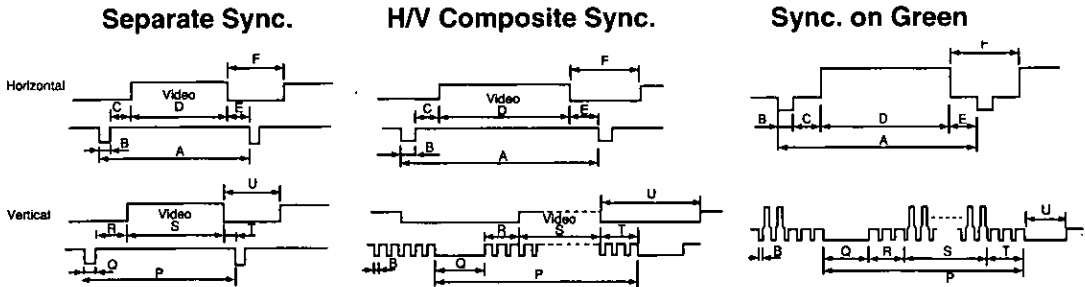 Separate Sync. H/V Composite Sync. Sync. on Green
Horizontal
F F F
Video Video
C D E C D E
B C D E
B B
A A A
Vertical
U U U
Video Video
R S T R S T
B Q B Q R S T
Q
P P P